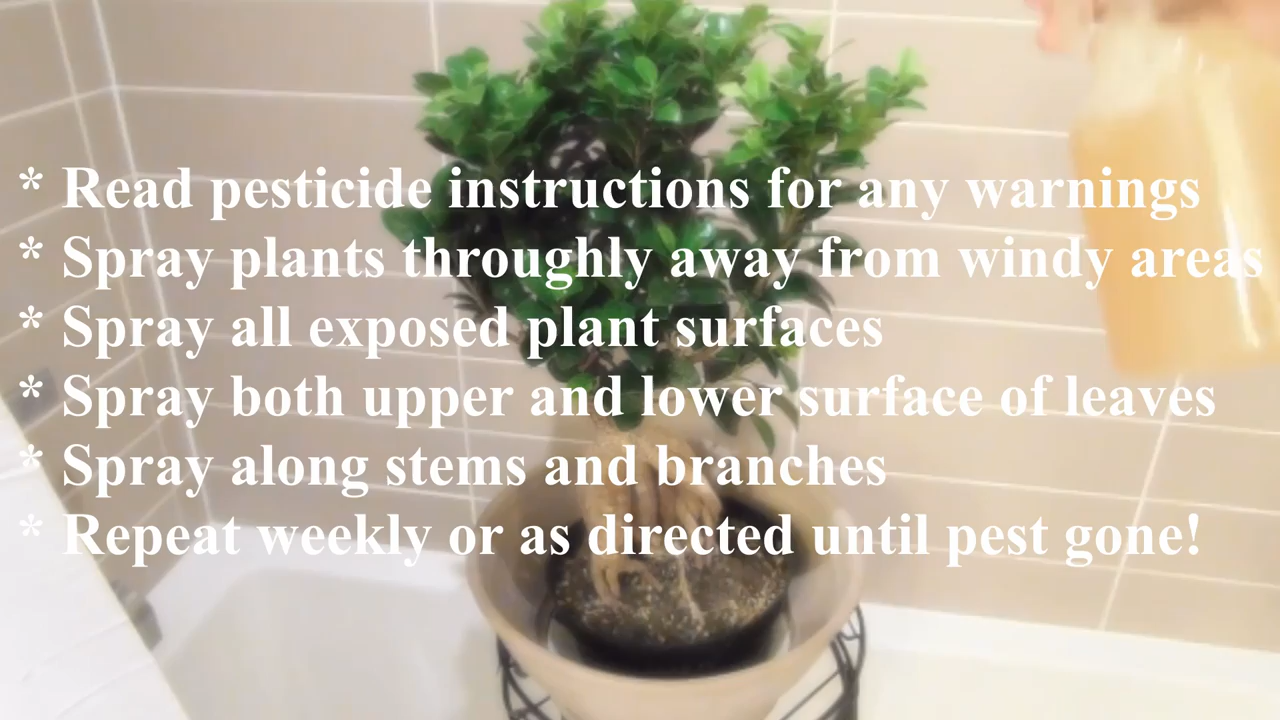 * Read pesticide instructions for any warnings
* Spray plants throughly away from windy areas
* Spray all exposed plant surfaces
* Spray both upper and lower surface of leaves
* Spray along stems and branches
* Repeat weekly or as directed until pest gone!